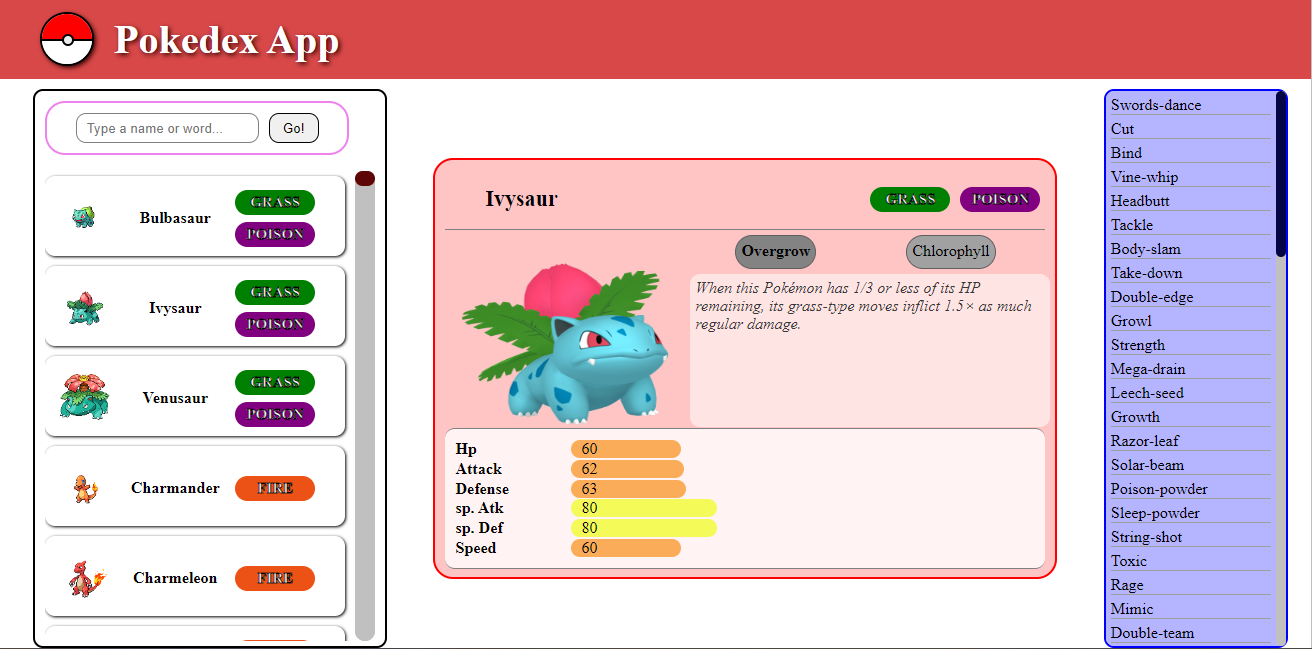 Pokedex App
Type a name or word...
Go!
Bulbasaur
GRASS
POISON
Ivysaur
GRASS
POISON
Venusaur
GRASS
POISON
Charmander
FIRE
Charmeleon
FIRE
Ivysaur
GRASS POISON
Overgrow
Chlorophyll
When this Pokémon has 1/3 or less of its HP
remaining, its grass-type moves inflict 1.5× as much
regular damage.
Hp 60
Attack 62
Defense 63
sp. Atk 80
sp. Def 80
Speed 60
Swords-dance
Cut
Bind
Vine-whip
Headbutt
Tackle
Body-slam
Take-down
Double-edge
Growl
Strength
Mega-drain
Leech-seed
Growth
Razor-leaf
Solar-beam
Poison-powder
Sleep-powder
String-shot
Toxic
Rage
Mimic
Double-team